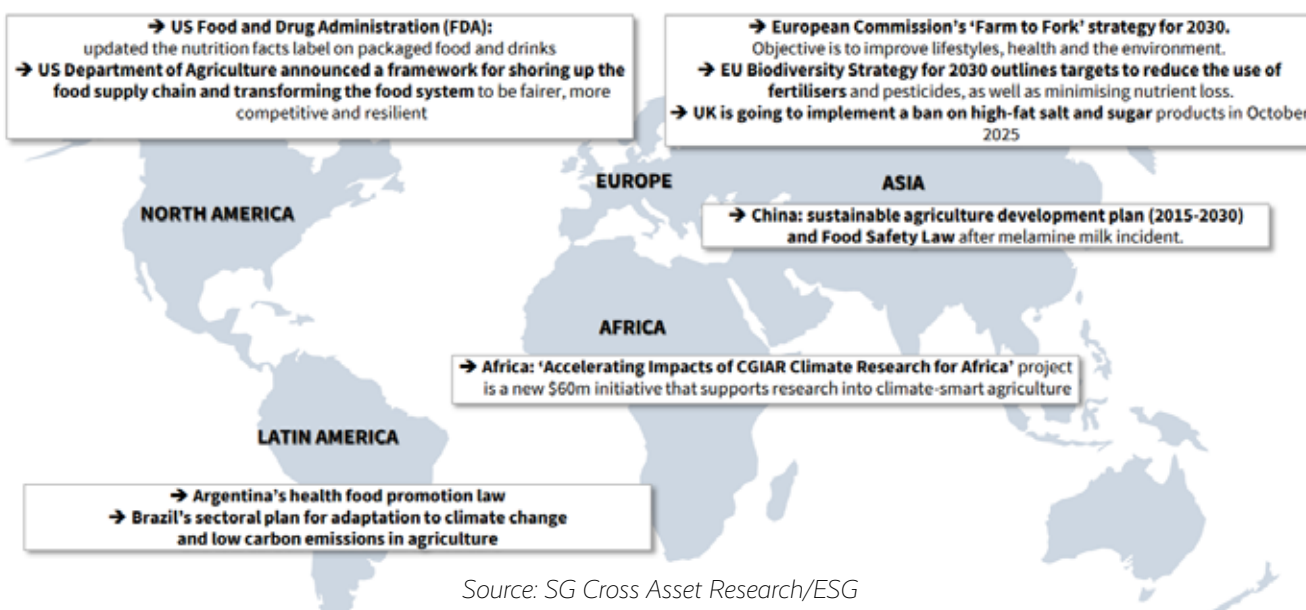 ➔ US Food and Drug Administration (FDA):
updated the nutrition facts label on packaged food and drinks
➔ US Department of Agriculture announced a framework for shoring up the
food supply chain and transforming the food system to be fairer, more
competitive and resilient
➔ European Commission's 'Farm to Fork' strategy for 2030.
Objective is to improve lifestyles, health and the environment.
➔ EU Biodiversity Strategy for 2030 outlines targets to reduce the use of
fertilisers and pesticides, as well as minimising nutrient loss.
➔ UK is going to implement a ban on high-fat salt and sugar products in October
2025
EUROPE
ASIA
NORTH AMERICA
➔ China: sustainable agriculture development plan (2015-2030)
and Food Safety Law after melamine milk incident.
AFRICA
➔ Africa: 'Accelerating Impacts of CGIAR Climate Research for Africa' project
is a new $60m initiative that supports research into climate-smart agriculture
LATIN AMERICA
➔ Argentina's health food promotion law
➔ Brazil's sectoral plan for adaptation to climate change
and low carbon emissions in agriculture
Source: SG Cross Asset Research/ESG